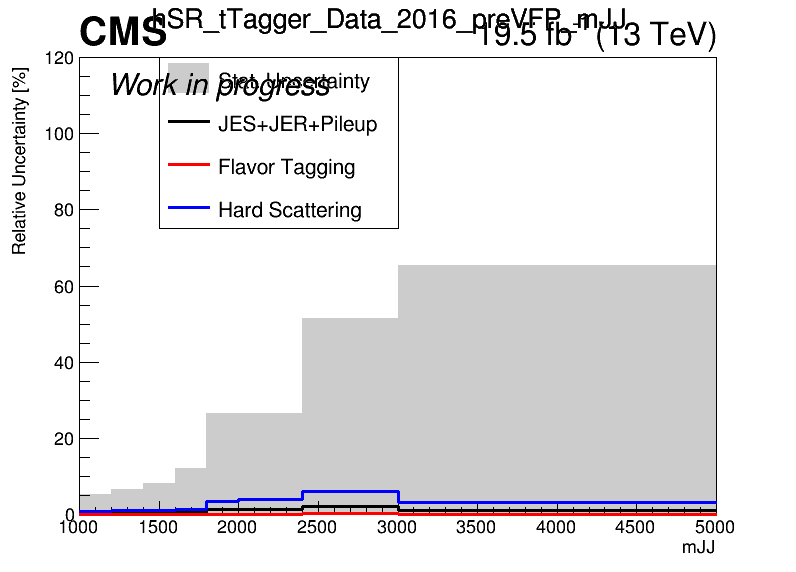 hSR_tTagger_Data_2016_preVFP_mJJ
CMS
19.5 fb⁻¹ (13 TeV)
Work in progress
Stat. Uncertainty
JES+JER+Pileup
Flavor Tagging
Hard Scattering
Relative Uncertainty [%]
120
100
80
60
40
20
0
1000 1500 2000 2500 3000 3500 4000 4500 5000
mJJ